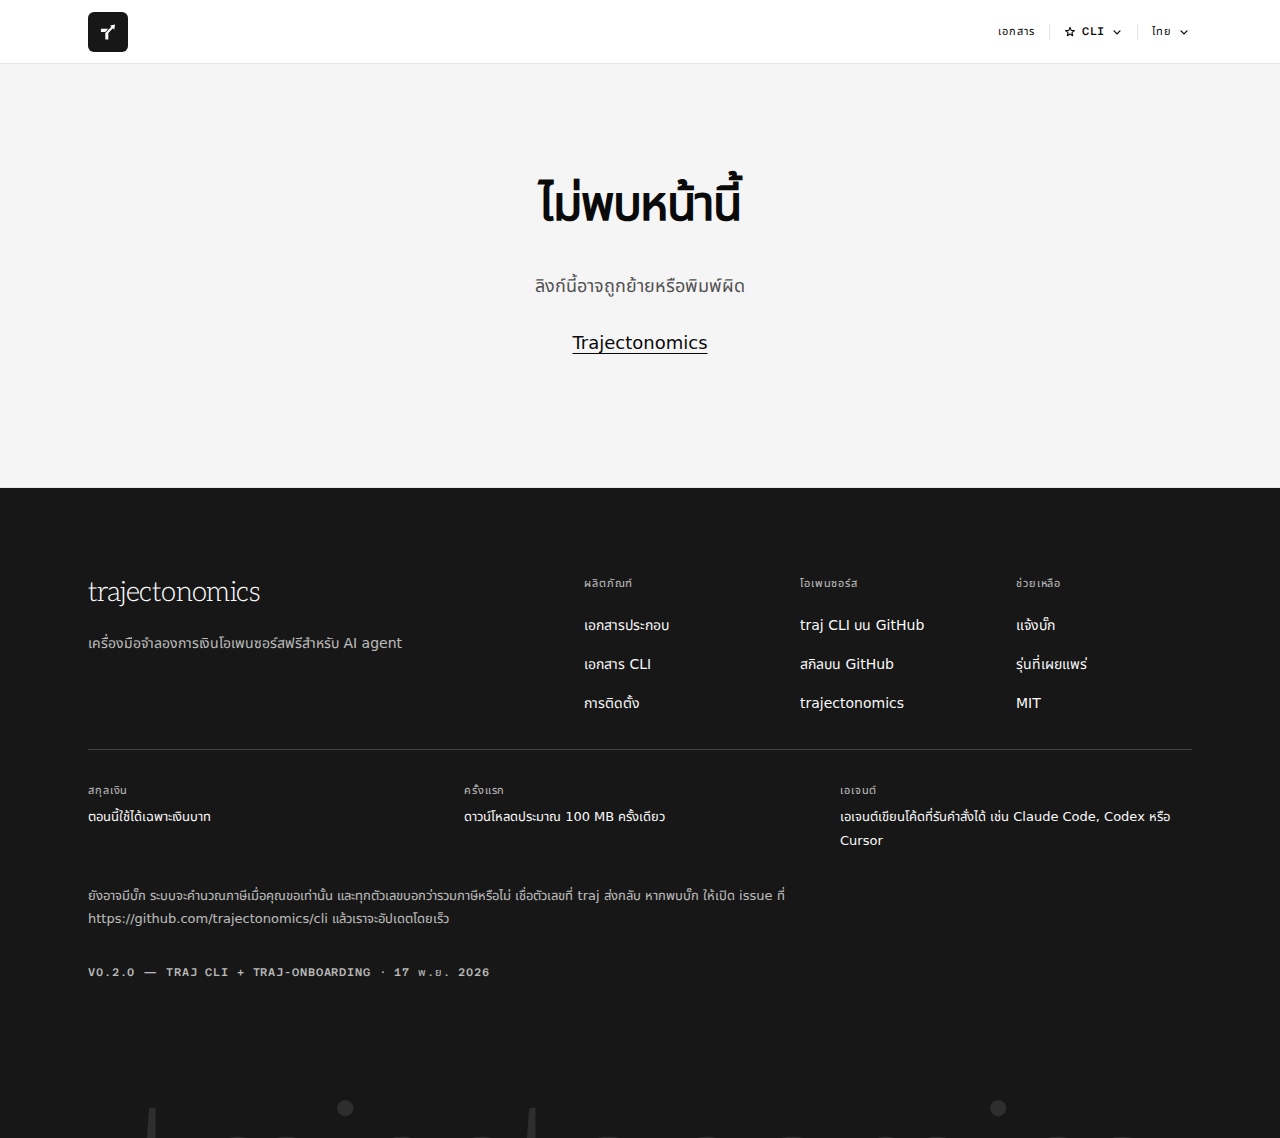 เอกสาร
CLI
ไทย
ไม่พบหน้านี้
ลิงก์นี้อาจถูกย้ายหรือพิมพ์ผิด
Trajectonomics
trajectonomics
เครื่องมือจำลองการเงินโอเพนซอร์สฟรีสำหรับ AI agent
ผลิตภัณฑ์
เอกสารประกอบ
เอกสาร CLI
การติดตั้ง
โอเพนซอร์ส
traj CLI บน GitHub
สกิลบน GitHub
trajectonomics
ช่วยเหลือ
แจ้งบั๊ก
รุ่นที่เผยแพร่
MIT
สกุลเงิน
ตอนนี้ใช้ได้เฉพาะเงินบาท
ครั้งแรก
ดาวน์โหลดประมาณ 100 MB ครั้งเดียว
เอเจนต์
เอเจนต์เขียนโค้ดที่รับคำสั่งได้ เช่น Claude Code, Codex หรือ
Cursor
ยังอาจมีบั๊ก ระบบจะคำนวณภาษีเมื่อคุณขอเท่านั้น และทุกตัวเลขบอกว่ารวมภาษีหรือไม่ เชื่อตัวเลขที่ traj ส่งกลับ หากพบบั๊ก ให้เปิด issue ที่
https://github.com/trajectonomics/cli แล้วเราจะอัปเดตโดยเร็ว
V0.2.0 — TRAJ CLI + TRAJ-ONBOARDING · 17 พ.ย. 2026